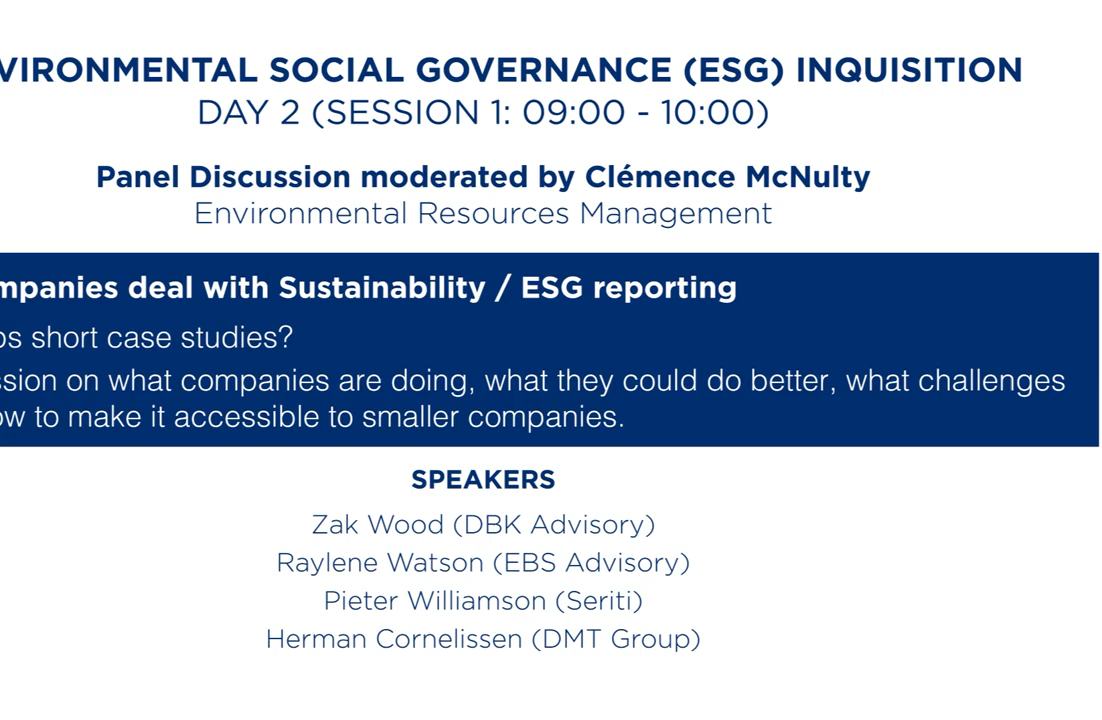 VIRONMENTAL SOCIAL GOVERNANCE (ESG) INQUISITION
DAY 2 (SESSION 1: 09:00 - 10:00)
Panel Discussion moderated by Clémence McNulty
Environmental Resources Management
mpanies deal with Sustainability / ESG reporting
ps short case studies?
ssion on what companies are doing, what they could do better, what challenges
ow to make it accessible to smaller companies.
SPEAKERS
Zak Wood (DBK Advisory)
Raylene Watson (EBS Advisory)
Pieter Williamson (Seriti)
Herman Cornelissen (DMT Group)